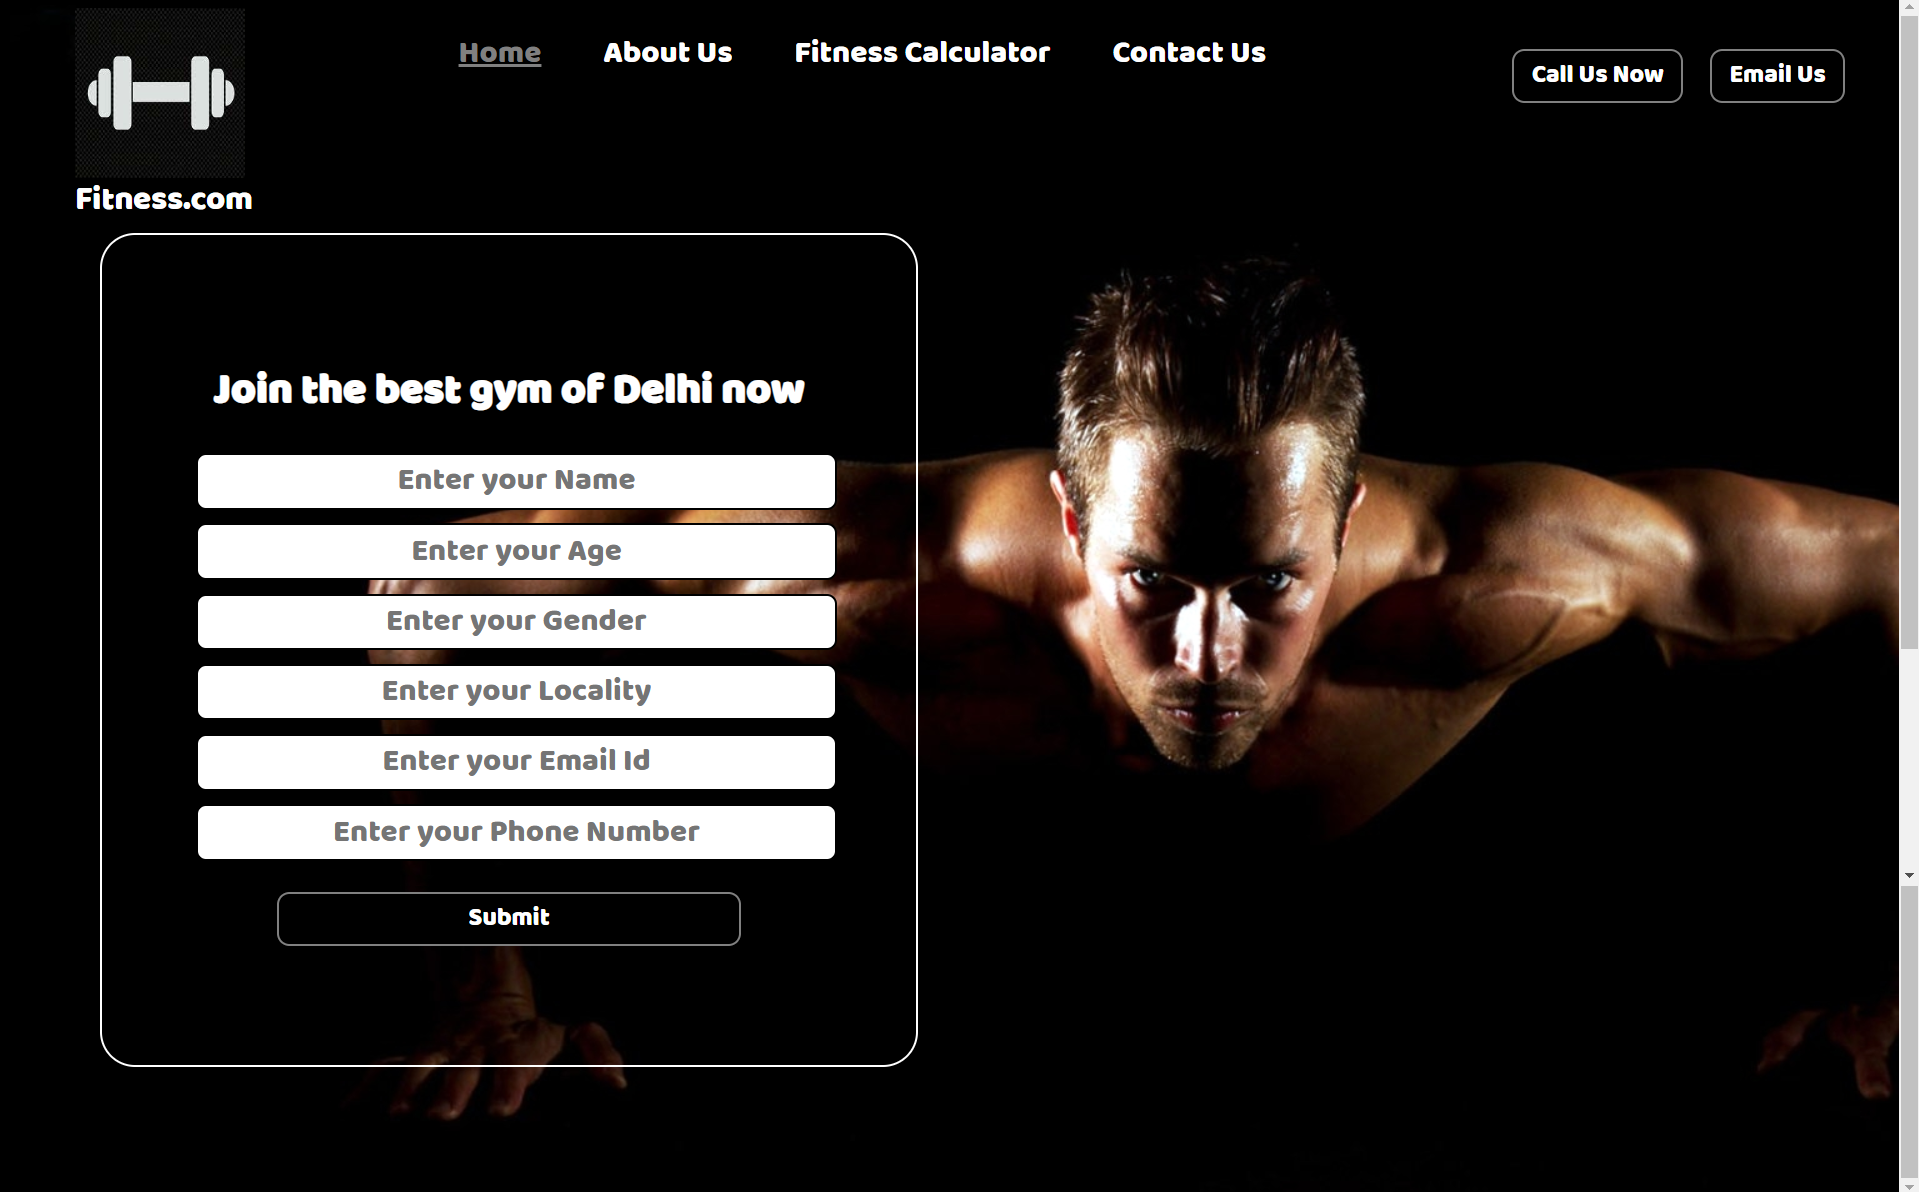 Home
About Us
Fitness Calculator
Contact Us
Call Us Now
Email Us
Fitness.com
Join the best gym of Delhi now
Enter your Name
Enter your Age
Enter your Gender
Enter your Locality
Enter your Email Id
Enter your Phone Number
Submit